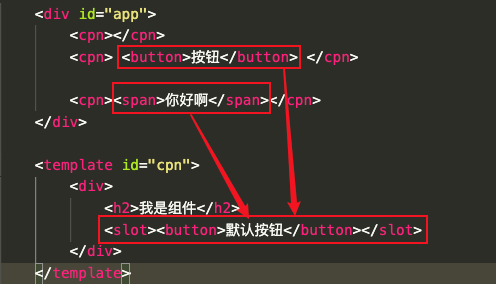 <div id="app">
<cpn></cpn>
<cpn> <button>按钮</button> </cpn>
<cpn><span>你好啊</span></cpn>
</div>
<template id="cpn">
<div>
<h2>我是组件</h2>
<slot><button>默认按钮</button></slot>
</div>
</template>